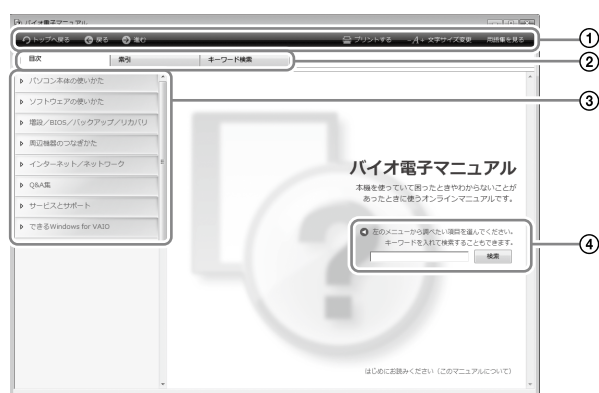 バイオ電子マニュアル
トップへ戻る 戻る 進む プリントする -A+ 文字サイズ変更 用語集を見る
①
目次 索引 キーワード検索
②
パソコン本体の使いかた
③
ソフトウェアの使いかた
増設／BIOS／バックアップ／リカバリ
周辺機器のつなぎかた
インターネット／ネットワーク
Q&A集
サービスとサポート
できるWindows for VAIO
バイオ電子マニュアル
本機を使っていて困ったときやわからないことが
あったときに使うオンラインマニュアルです。
左のメニューから調べたい項目を選んでください。
キーワードを入れて検索することもできます。
検索
④
はじめにお読みください（このマニュアルについて）